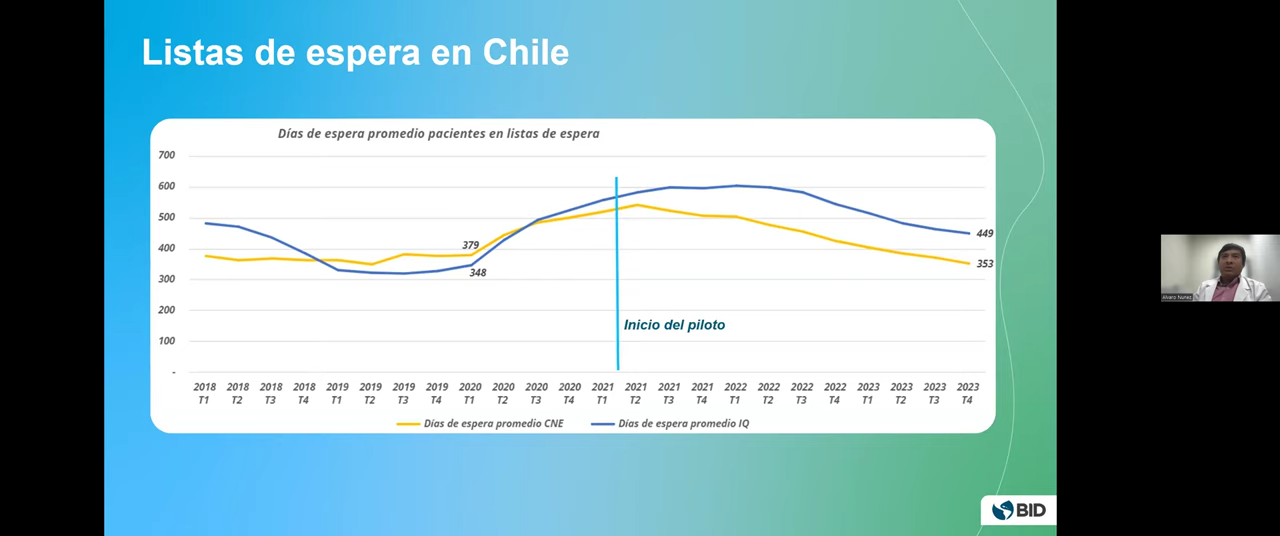 Listas de espera en Chile
Días de espera promedio pacientes en listas de espera
700
600
500
400
300
200
100
-
379
348
449
353
Inicio del piloto
2018 2018 2018 2018 2019 2019 2019 2019 2020 2020 2020 2020 2021 2021 2021 2021 2022 2022 2022 2022 2023 2023 2023 2023
T1 T2 T3 T4 T1 T2 T3 T4 T1 T2 T3 T4 T1 T2 T3 T4 T1 T2 T3 T4 T1 T2 T3 T4
Días de espera promedio CNE Días de espera promedio IQ
BID
Alvaro Nunez